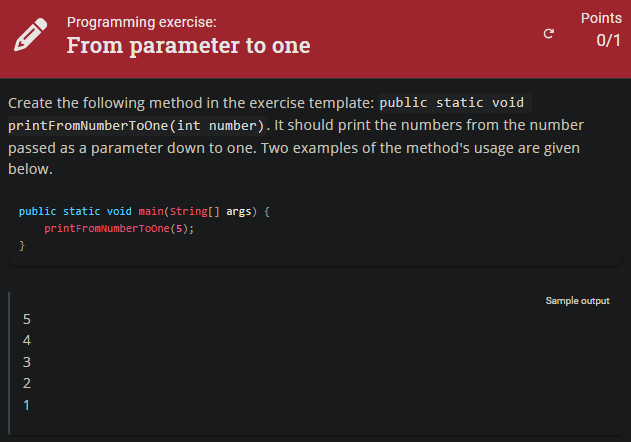 Programming exercise:
From parameter to one
Points
0/1
Create the following method in the exercise template: public static void
printFromNumberToOne(int number). It should print the numbers from the number
passed as a parameter down to one. Two examples of the method's usage are given
below.
public static void main(String[] args) {
    printFromNumberToOne(5);
}
Sample output
5
4
3
2
1